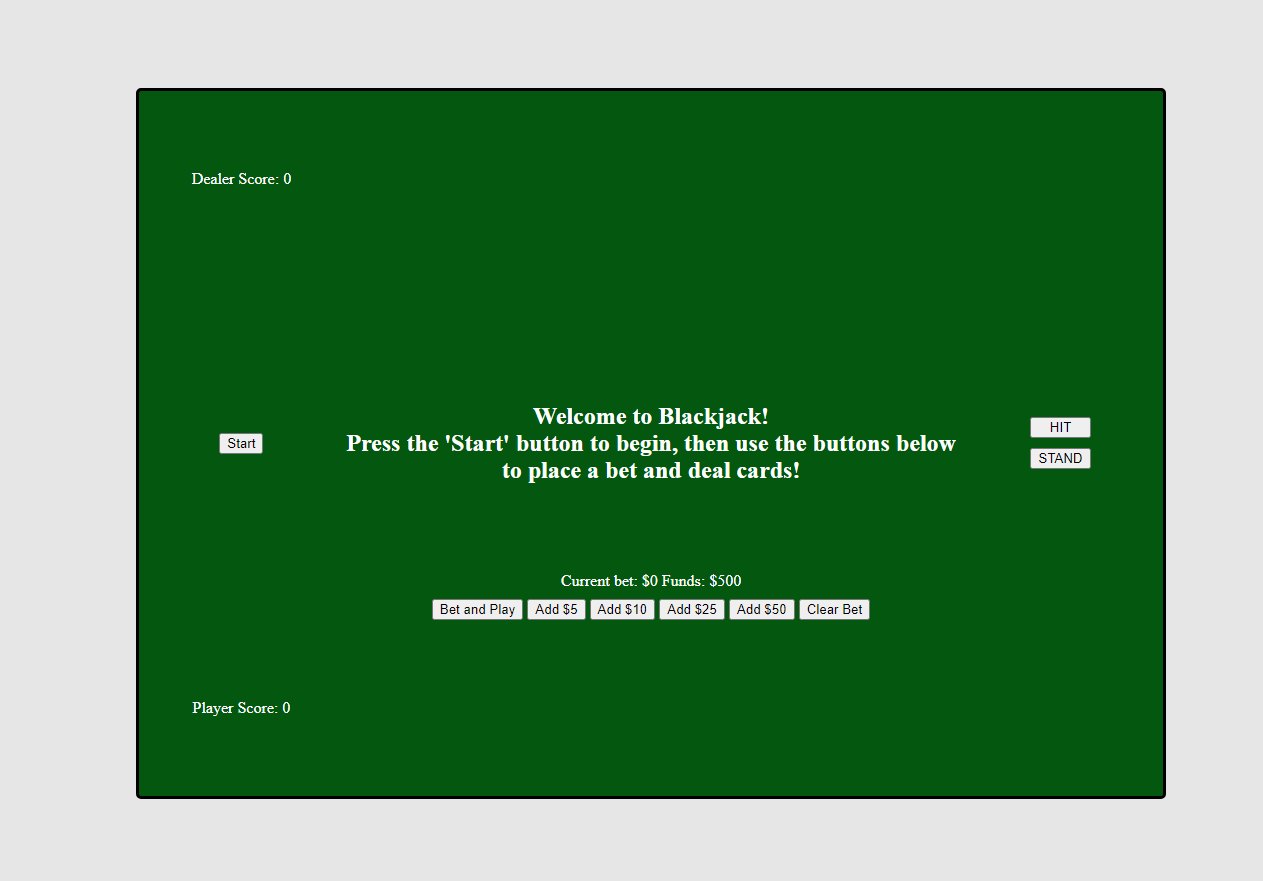 Dealer Score: 0
Welcome to Blackjack!
Press the 'Start' button to begin, then use the buttons below
to place a bet and deal cards!
Start
HIT
STAND
Current bet: $0 Funds: $500
Bet and Play Add $5 Add $10 Add $25 Add $50 Clear Bet
Player Score: 0